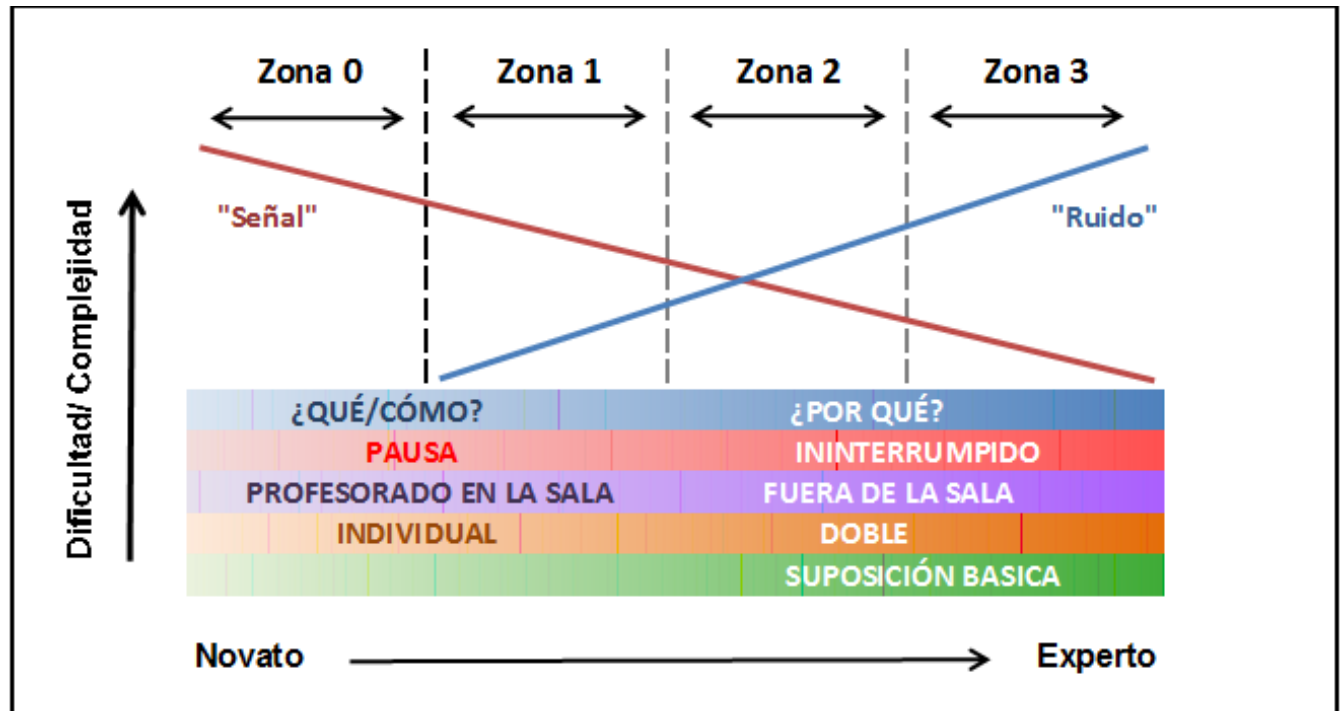 Zona 0 Zona 1 Zona 2 Zona 3
"Señal" "Ruido"
Dificultad/ Complejidad
¿QUÉ/CÓMO? ¿POR QUÉ?
PAUSA ININTERRUMPIDO
PROFESORADO EN LA SALA FUERA DE LA SALA
INDIVIDUAL DOBLE
SUPOSICIÓN BASICA
Novato Experto